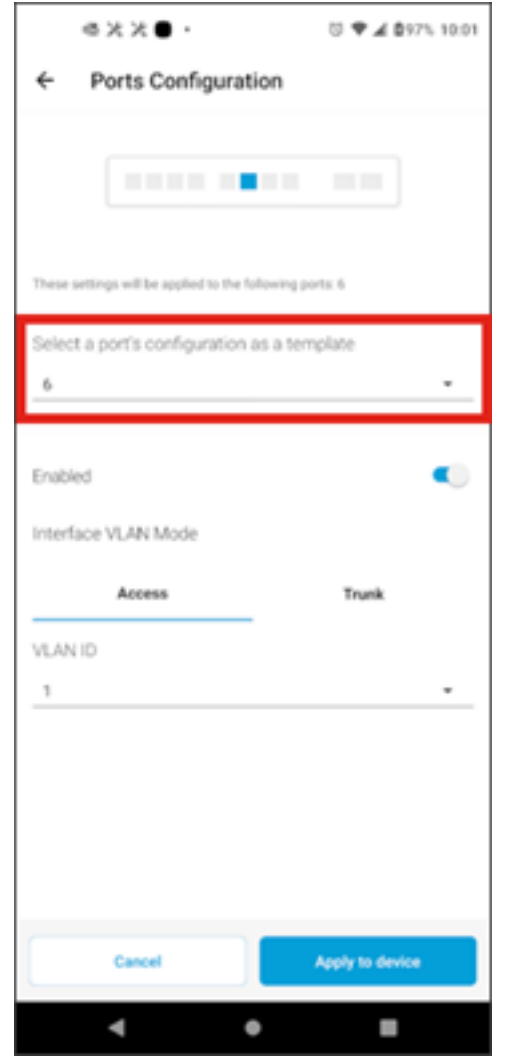 97% 10:01
Ports Configuration
These settings will be applied to the following ports: 6
Select a port's configuration as a template
6
Enabled
Interface VLAN Mode
Access Trunk
VLAN ID
1
Cancel Apply to device